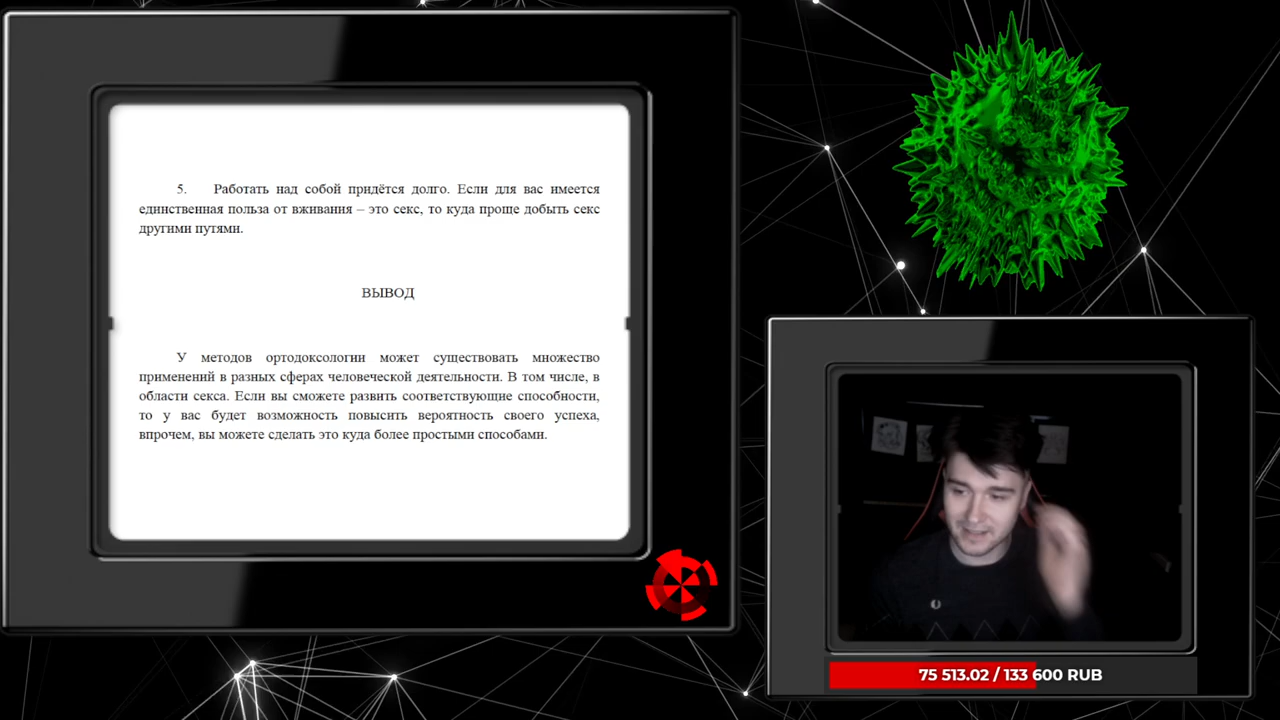 5. Работать над собой придётся долго. Если для вас имеется
единственная польза от вживания – это секс, то куда проще добыть секс
другими путями.
ВЫВОД
У методов ортодоксологии может существовать множество
применений в разных сферах человеческой деятельности. В том числе, в
области секса. Если вы сможете развить соответствующие способности,
то у вас будет возможность повысить вероятность своего успеха,
впрочем, вы можете сделать это куда более простыми способами.
75 513.02 / 133 600 RUB